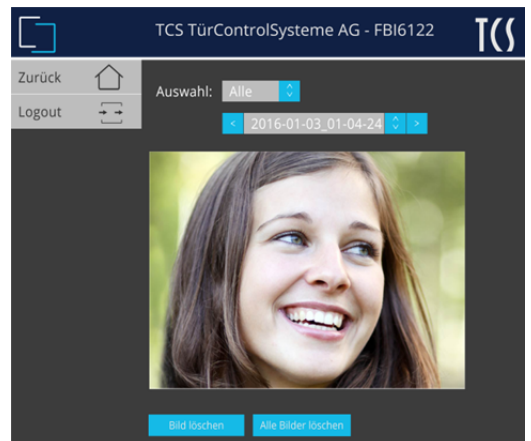 TCS TürControlSysteme AG - FBI6122
TCS
Zurück
Logout
Auswahl: Alle
< 2016-01-03_01-04-24 >
Bild löschen Alle Bilder löschen